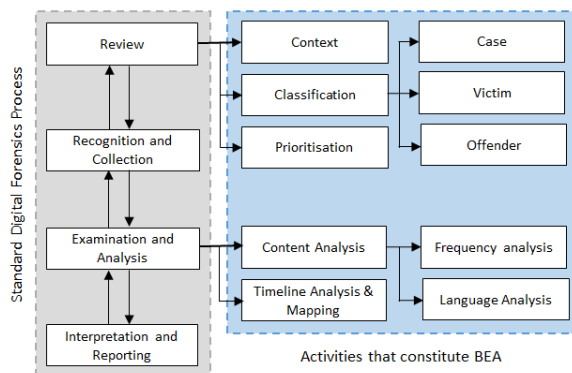 Standard Digital Forensics Process
Review
Recognition and
Collection
Examination and
Analysis
Interpretation and
Reporting
Context
Classification
Prioritisation
Case
Victim
Offender
Content Analysis
Timeline Analysis &
Mapping
Frequency analysis
Language Analysis
Activities that constitute BEA